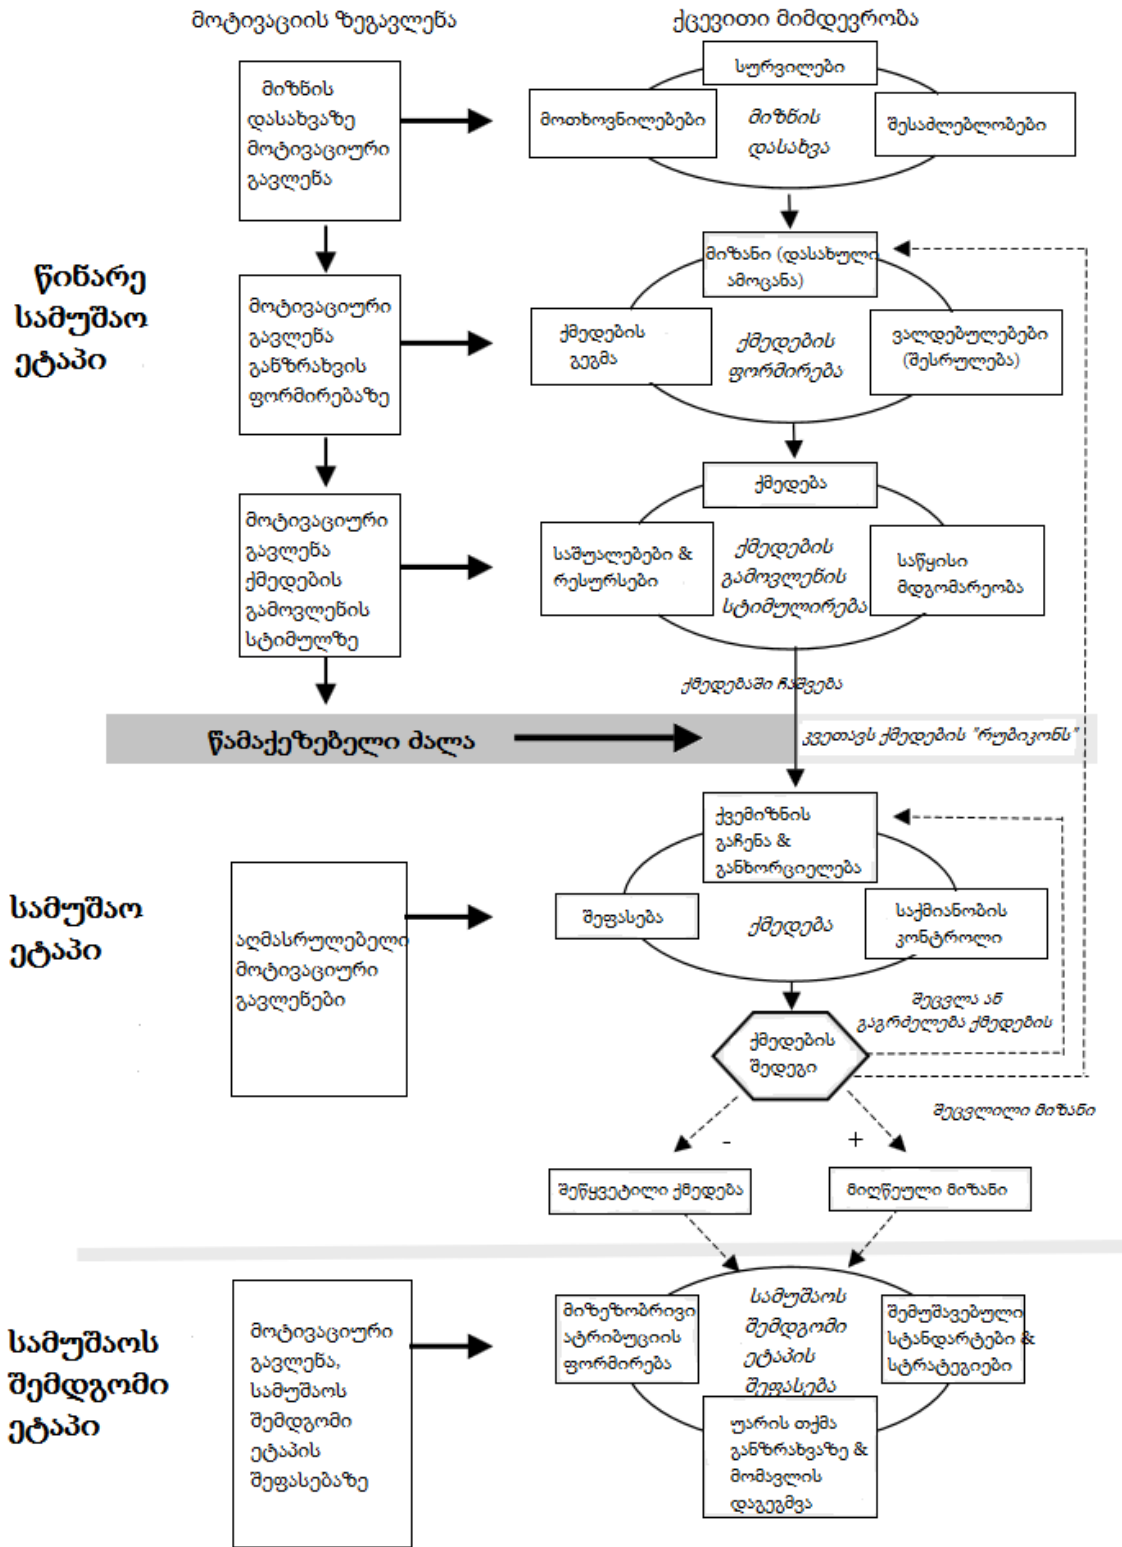 მოტივაციის ზეგავლენა
ქცევითი მიმდევრობა
მიზნის
დასახვაზე
მოტივაციური
გავლენა
სურვილები
მოთხოვნილებები
მიზნის
დასახვა
შესაძლებლობები
წინარე
სამუშაო
ეტაპი
მოტივაციური
გავლენა
განზრახვის
ფორმირებაზე
მიზანი (დასახული
ამოცანა)
ქმედების
გეგმა
ქმედების
ფორმირება
ვალდებულებები
(შესრულება)
მოტივაციური
გავლენა
ქმედების
გამოვლენის
სტიმულზე
ქმედება
საშუალებები &
რესურსები
ქმედების
გამოვლენის
სტიმულირება
საწყისი
მდგომარეობა
ქმედებაში ჩაშვება
წამაქეზებელი ძალა
კვეთავს ქმედების "რუბიკონს"
სამუშაო
ეტაპი
აღმასრულებელი
მოტივაციური
გავლენები
ქვემიზნის
გაჩენა &
განხორციელება
შეფასება
ქმედება
საქმიანობის
კონტროლი
შეცვლა ან
გაგრძელება ქმედების
ქმედების
შედეგი
შეცვლილი მიზანი
-
+
შეწყვეტილი ქმედება
მიღწეული მიზანი
სამუშაოს
შემდგომი
ეტაპი
მოტივაციური
გავლენა,
სამუშაოს
შემდგომი
ეტაპის
შეფასებაზე
მიზეზობრივი
ატრიბუციის
ფორმირება
სამუშაოს
შემდგომი
ეტაპის
შეფასება
შემუშავებული
სტანდარტები &
სტრატეგიები
უარის თქმა
განზრახვაზე &
მომავლის
დაგეგმვა